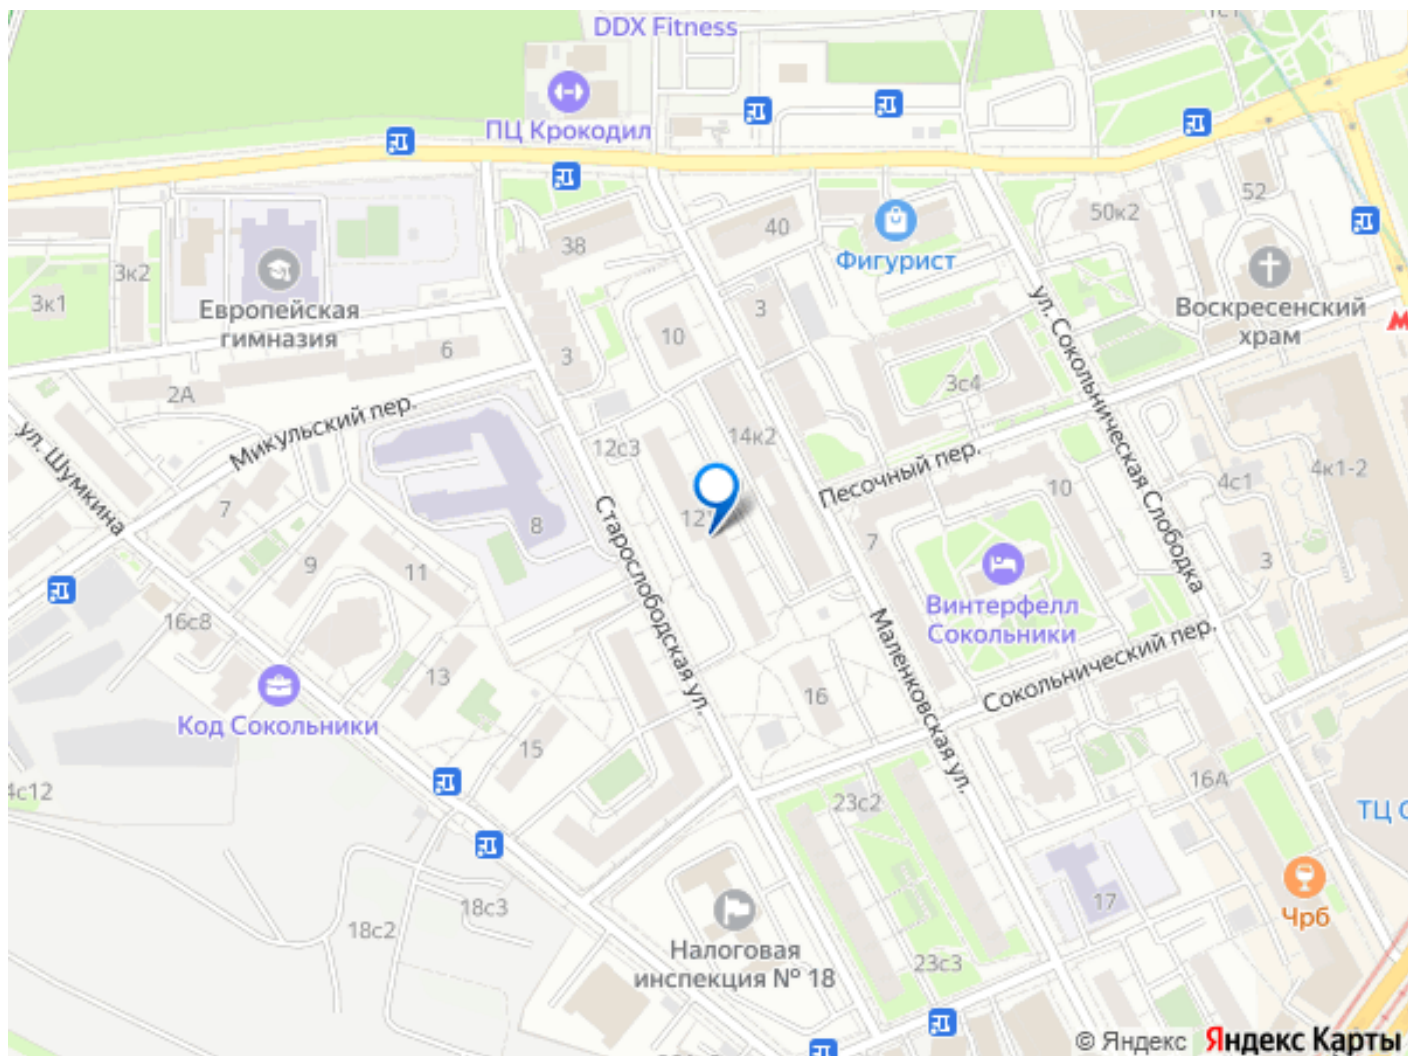 1с1
DDX Fitness
ПЦ Крокодил
52
50к2
40
38
Фигурист
3к2
3к1
Европейская
гимназия
Воскресенский
храм
3
10
6
3
3с4
2А
Микульский пер.
ул. Сокольническая Слободка
14к2
12с3
ул. Шумкина
Песочный пер.
4к1-2
4с1
10
7
8
12
7
9
11
3
Старослободская ул.
Винтерфелл
Сокольники
16с8
Маленковская ул.
Сокольнический пер.
13
16
Код Сокольники
15
16А
4с12
23с2
ТЦ С
17
18с3
18с2
Чрб
Налоговая
инспекция № 18
23с3
© Яндекс Яндекс Карты